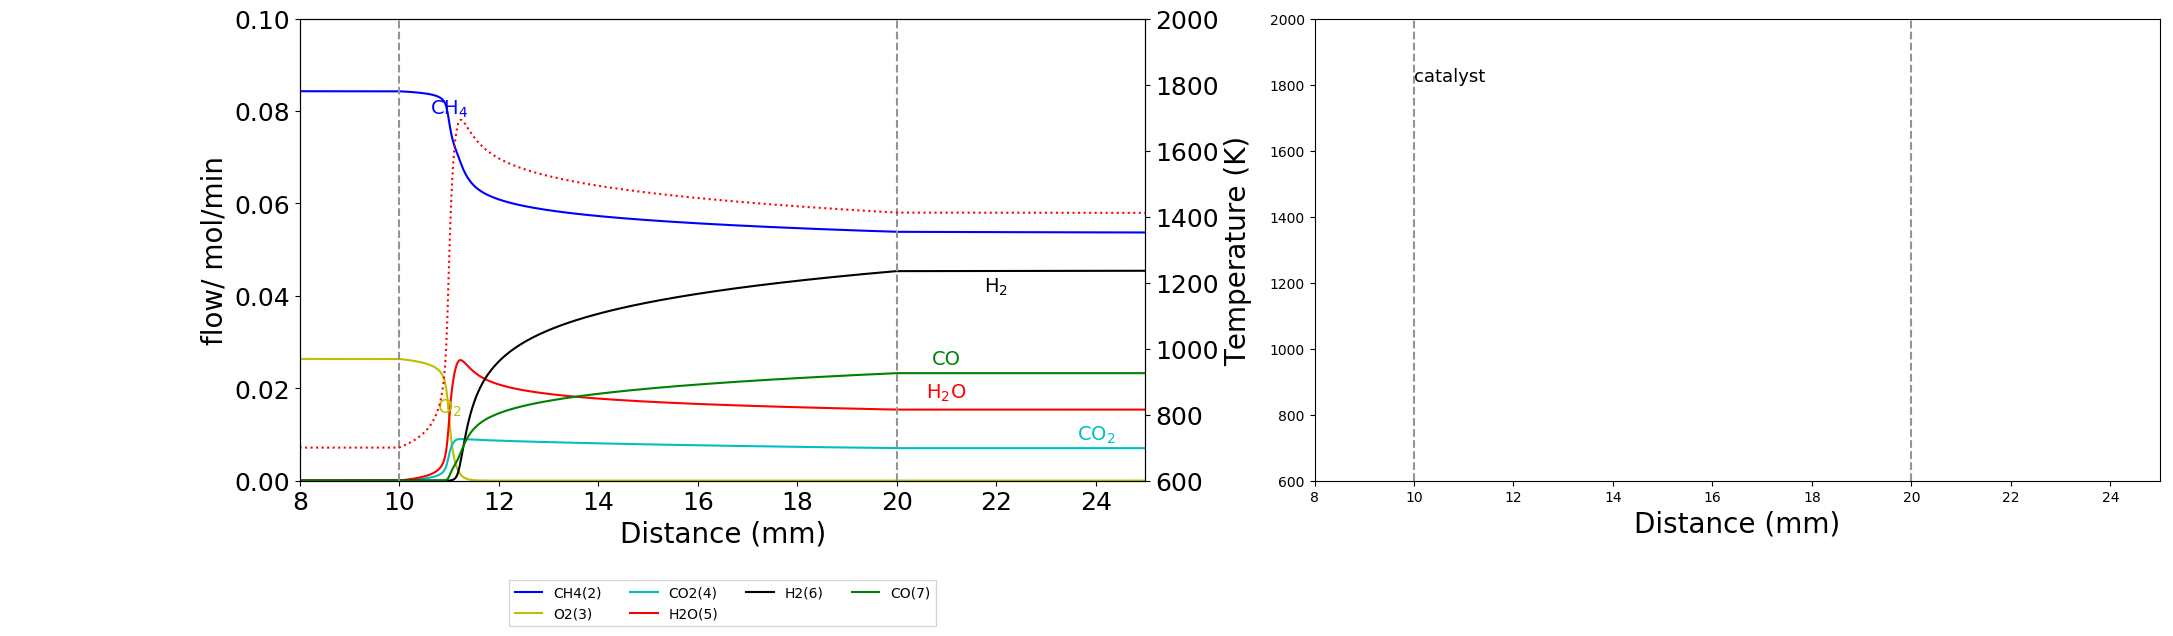 flow/ mol/min
0.10
0.08
0.06
0.04
0.02
0.00
CH₄
O₂
H₂
CO
H₂O
CO₂
8 10 12 14 16 18 20 22 24
Distance (mm)
2000
1800
1600
1400
1200
1000
800
600
Temperature (K)
2000
1800
1600
1400
1200
1000
800
600
catalyst
8 10 12 14 16 18 20 22 24
Distance (mm)
CH4(2) CO2(4) H2(6) CO(7)
O2(3) H2O(5)